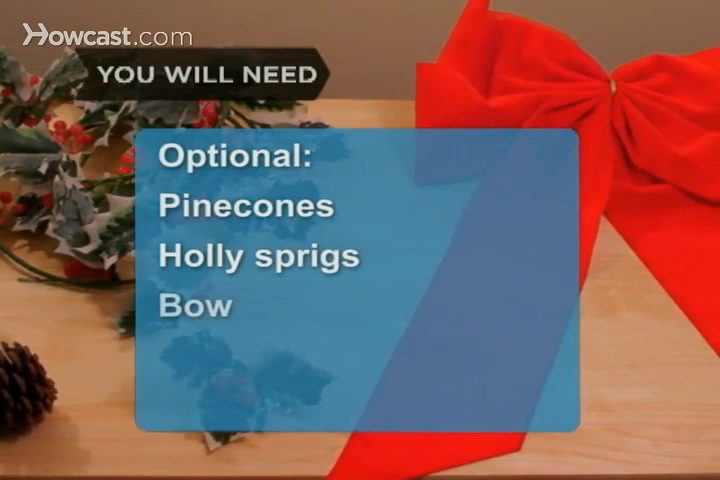 Howcast.com
YOU WILL NEED
Optional:
Pinecones
Holly sprigs
Bow